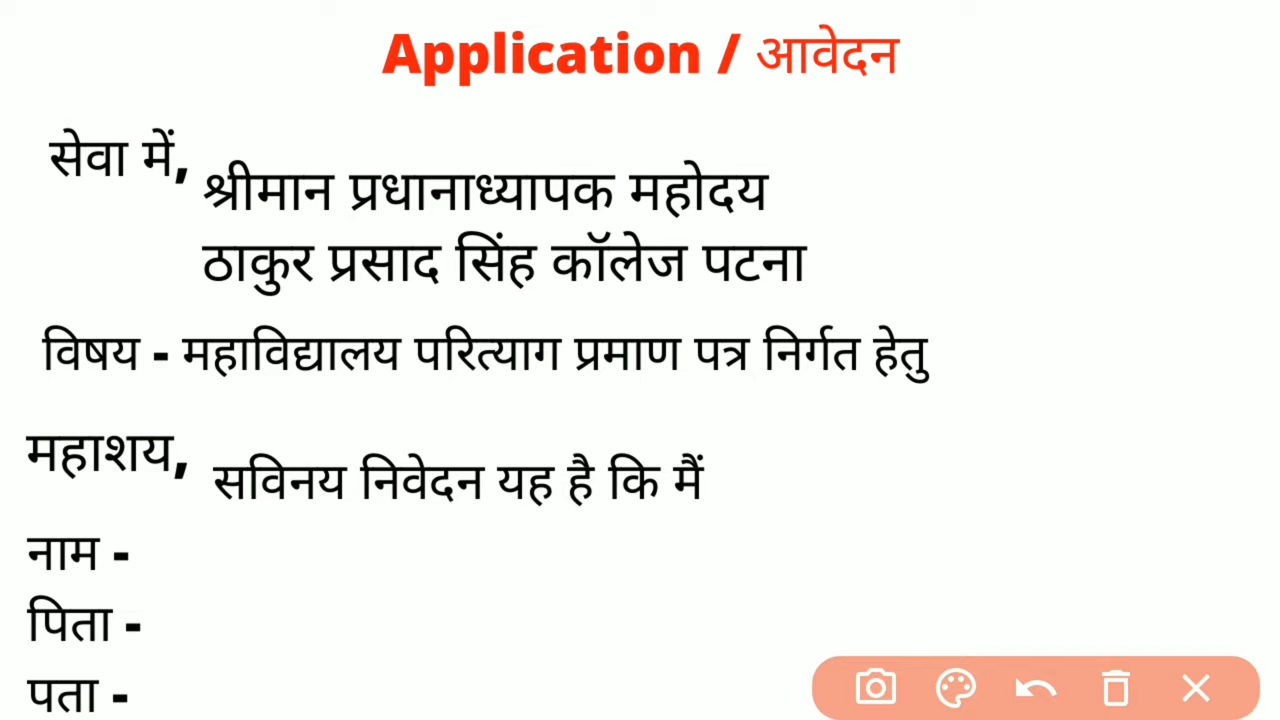 Application / आवेदन
सेवा में,
श्रीमान प्रधानाध्यापक महोदय
ठाकुर प्रसाद सिंह कॉलेज पटना
विषय - महाविद्यालय परित्याग प्रमाण पत्र निर्गत हेतु
महाशय,
सविनय निवेदन यह है कि मैं
नाम -
पिता -
पता -